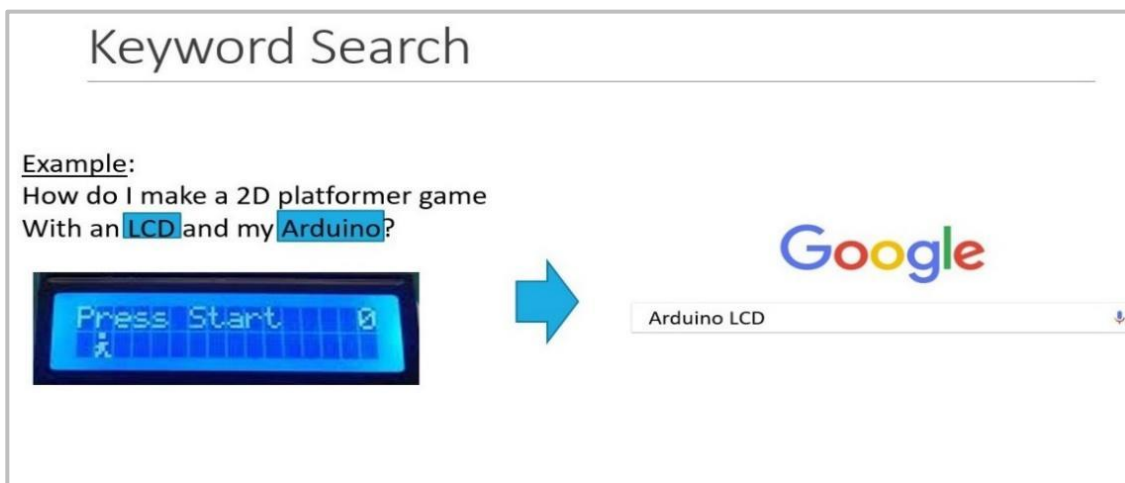 Keyword Search
Example:
How do I make a 2D platformer game
With an LCD and my Arduino?
Press Start 0
Google
Arduino LCD